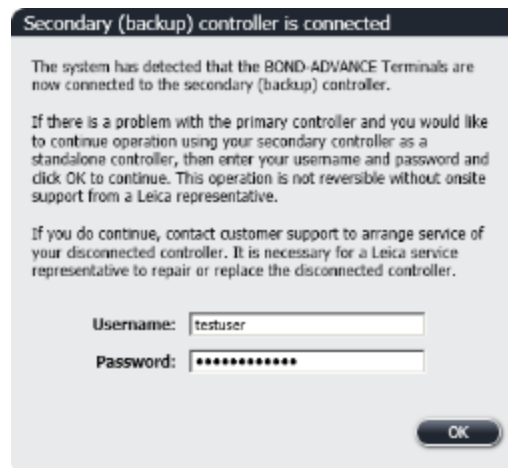 Secondary (backup) controller is connected
The system has detected that the BOND-ADVANCE Terminals are
now connected to the secondary (backup) controller.
If there is a problem with the primary controller and you would like
to continue operation using your secondary controller as a
standalone controller, then enter your username and password and
click OK to continue. This operation is not reversible without onsite
support from a Leica representative.
If you do continue, contact customer support to arrange service of
your disconnected controller. It is necessary for a Leica service
representative to repair or replace the disconnected controller.
Username: testuser
Password: ••••••••••••
OK